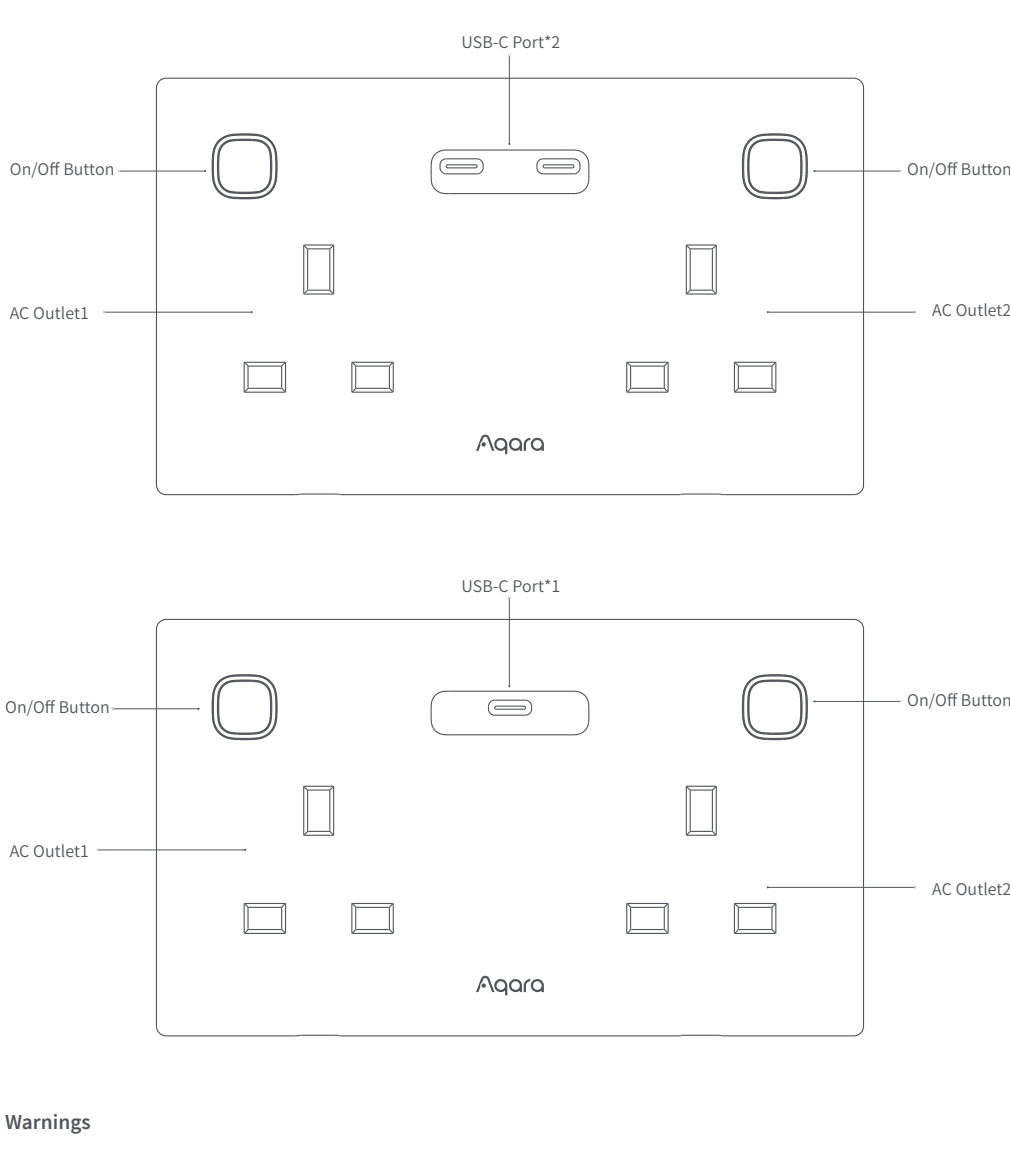 USB-C Port*2
On/Off Button
On/Off Button
AC Outlet1
AC Outlet2
Aqara
USB-C Port*1
On/Off Button
On/Off Button
AC Outlet1
AC Outlet2
Aqara
Warnings